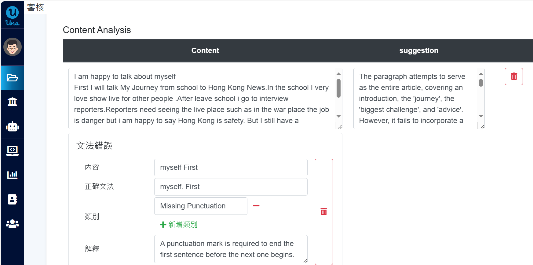 審核
Uris
Content Analysis
Content
suggestion
I am happy to talk about myself
First I will talk My Journey from school to Hong Kong News.In the school I very
love show live for other people .After leave school i go to interview
reporters.Reporters need seeing the live place such as in the war place the job
is danger but i am happy to say Hong Kong is safety. But I still have a
The paragraph attempts to serve
as the entire article, covering an
introduction, the 'journey', the
'biggest challenge', and 'advice'.
However, it fails to incorporate a
文法錯誤
內容
myself First
正確文法
myself. First
類別
Missing Punctuation
新增類別
解釋
A punctuation mark is required to end the
first sentence before the next one begins.